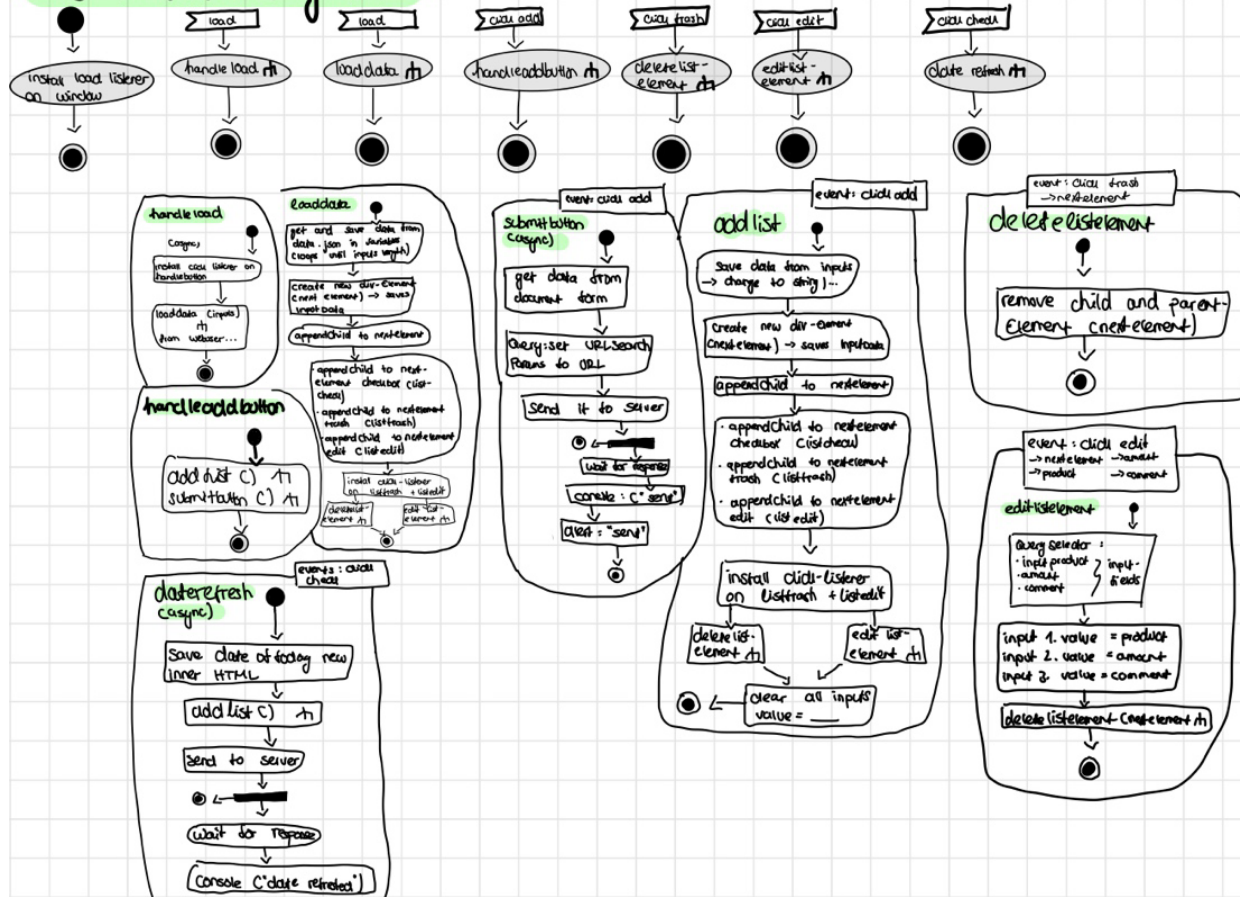 load
load
click add
click trash
click edit
click check
install load listener
on window
handle load
load data
handleaddbutton
delete list-
element
edit list-
element
date refresh
handleload
(async)
install click listener on
handlebutton
loaddata (inputs)
from webser...
loaddata
get and save data from
data.json in variables
(loops until inputs length)
create new div-element
(next element) → saves
inputData
appendchild to nextelement
· appendchild to next-
element checkbox (list-
check)
· appendchild to nextelement
trash (listtrash)
· appendchild to nextelement
edit (listedit)
install click-listener
on listtrash + listedit
deletelist-
element
edit list-
element
handleaddbutton
addlist ()
submitbutton ()
events: click
check
daterefresh
(async)
Save date of today new
inner HTML
addlist ()
send to server
wait for response
console ("date refreshed")
event: click add
submitbutton
(async)
get data from
document form
Query: set URLSearch
Params to URL
send it to server
wait for response
console: ("send")
alert: "send"
event: click add
add list
save data from inputs
→ change to string)...
create new div-element
(nextelement) → saves inputdata
appendchild to nextelement
· appendchild to nextelement
checkbox (listcheck)
· appendchild to nextelement
trash (listtrash)
· appendchild to nextelement
edit (listedit)
install click-listener
on listtrash + listedit
delete list-
element
edit list-
element
clear all inputs
value = ___
event: click trash
→ nextelement
deletelistelement
remove child and parent-
Element (nextelement)
event: click edit
→ nextelement → amount
→ product → comment
editlistelement
Query selector :
· input product
· amount
· comment
input-
fields
input 1. value = product
input 2. value = amount
input 3. value = comment
deletelistelement (nextelement